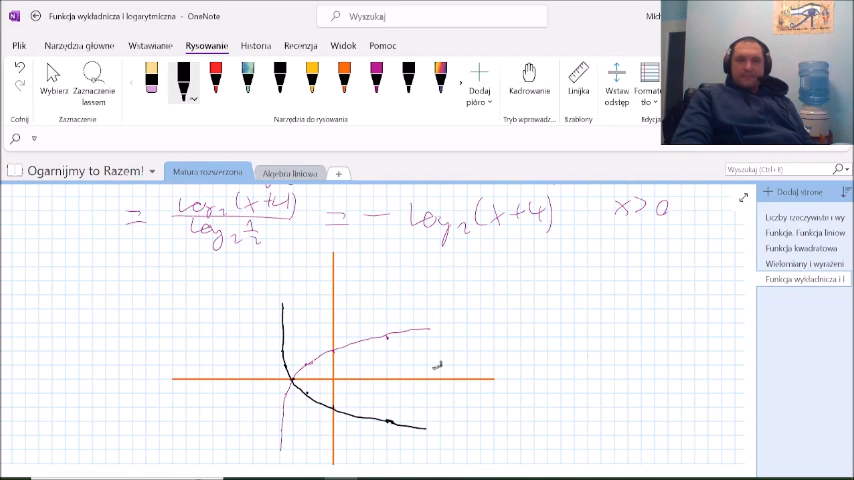 Funkcja wykładnicza i logarytmiczna - OneNote
Wyszukaj
Mich
Plik
Narzędzia główne
Wstawianie
Rysowanie
Historia
Recenzja
Widok
Pomoc
Wybierz
Zaznaczenie lassem
Dodaj pióro
Kadrowanie
Linijka
Wstaw odstęp
Cofnij
Zaznaczenie
Narzędzia do rysowania
Tryb wprowadz...
Szablony
Edycja
Ogarnijmy to Razem!
Matura rozszerzona
Algebra liniowa
+
Wyszukaj (Ctrl+E)
Dodaj stronę
Liczby rzeczywiste i wy
Funkcje. Funkcja liniow
Funkcja kwadratowa
Wielomiany i wyrażeni
Funkcja wykładnicza i l
= log₂(x+4) / log₂ 1/2 = - log₂(x+4) x>0